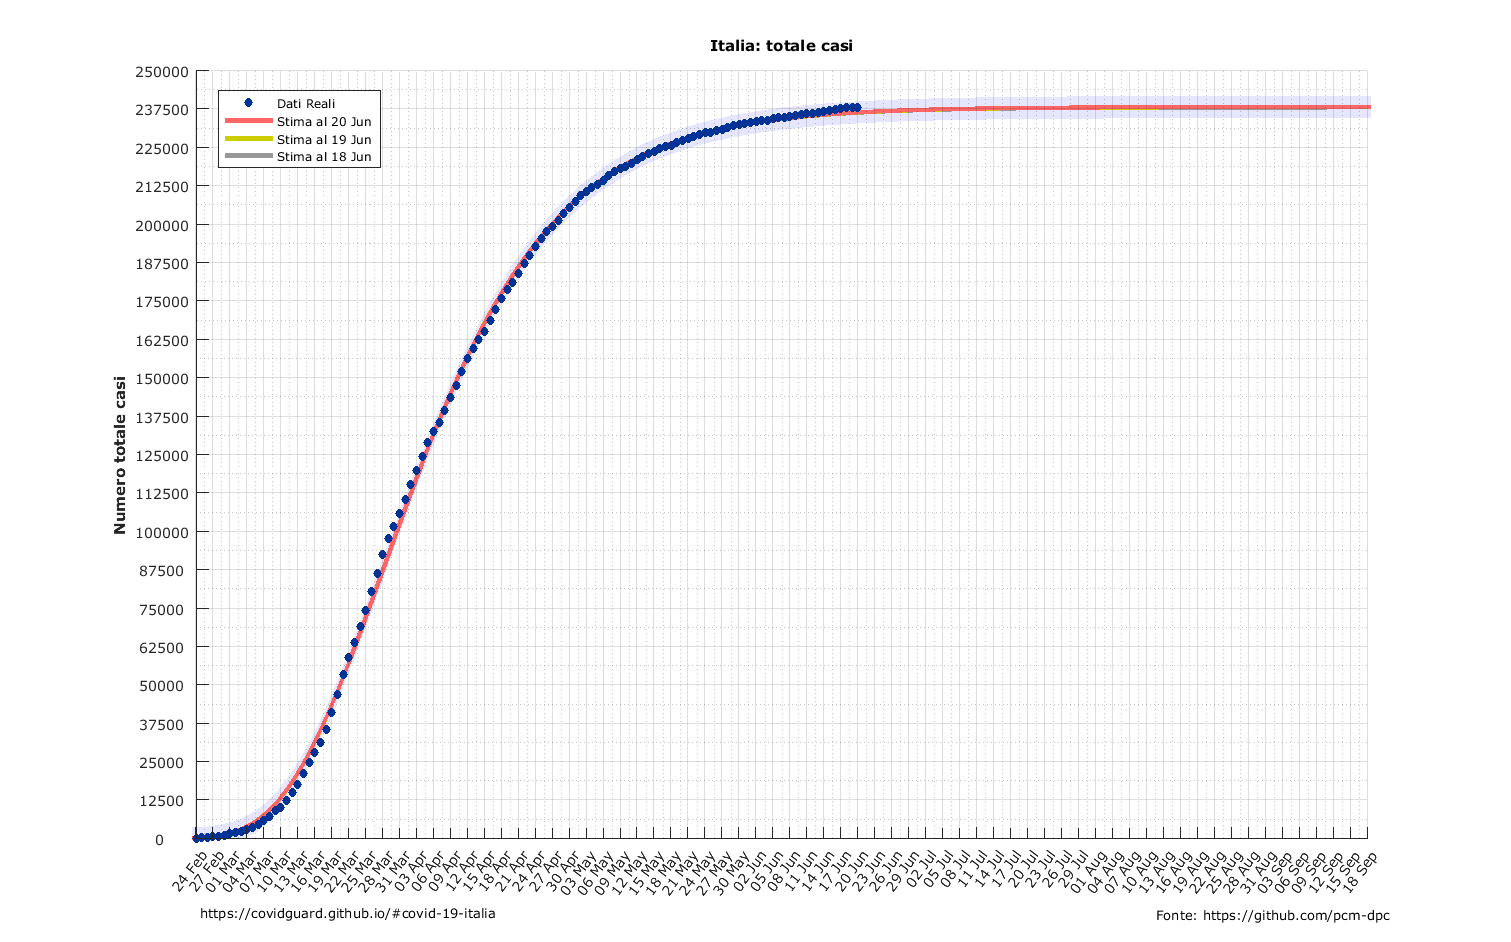 Italia: totale casi
250000
237500
225000
212500
200000
187500
175000
162500
150000
137500
125000
112500
100000
87500
75000
62500
50000
37500
25000
12500
0
Numero totale casi
Dati Reali
Stima al 20 Jun
Stima al 19 Jun
Stima al 18 Jun
24 Feb
27 Feb
01 Mar
04 Mar
07 Mar
10 Mar
13 Mar
16 Mar
19 Mar
22 Mar
25 Mar
28 Mar
31 Mar
03 Apr
06 Apr
09 Apr
12 Apr
15 Apr
18 Apr
21 Apr
24 Apr
27 Apr
30 Apr
03 May
06 May
09 May
12 May
15 May
18 May
21 May
24 May
27 May
30 May
02 Jun
05 Jun
08 Jun
11 Jun
14 Jun
17 Jun
20 Jun
23 Jun
26 Jun
29 Jun
02 Jul
05 Jul
08 Jul
11 Jul
14 Jul
17 Jul
20 Jul
23 Jul
26 Jul
29 Jul
01 Aug
04 Aug
07 Aug
10 Aug
13 Aug
16 Aug
19 Aug
22 Aug
25 Aug
28 Aug
31 Aug
03 Sep
06 Sep
09 Sep
12 Sep
15 Sep
18 Sep
https://covidguard.github.io/#covid-19-italia
Fonte: https://github.com/pcm-dpc